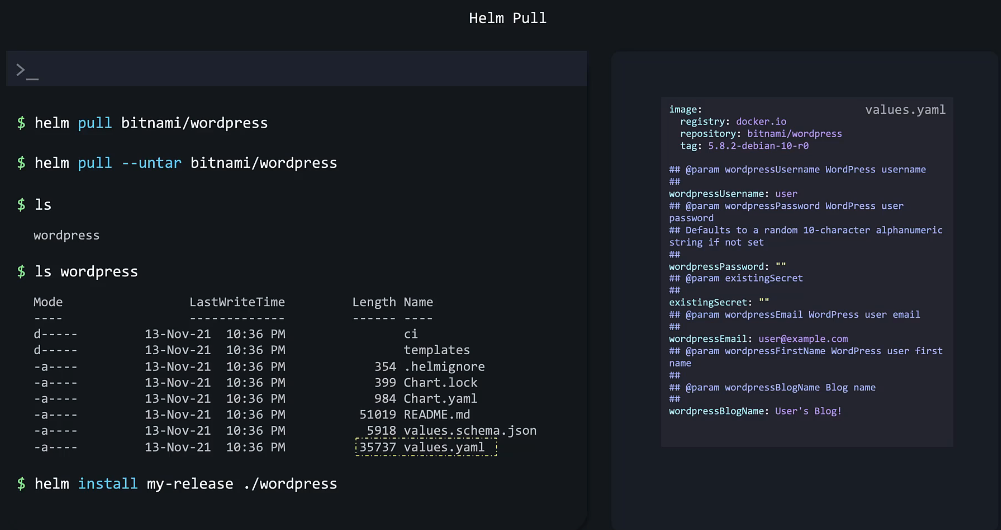 Helm Pull
>_
$ helm pull bitnami/wordpress
$ helm pull --untar bitnami/wordpress
$ ls
wordpress
$ ls wordpress
Mode LastWriteTime Length Name
---- ------------- ------ ----
d----- 13-Nov-21 10:36 PM ci
d----- 13-Nov-21 10:36 PM templates
-a---- 13-Nov-21 10:36 PM 354 .helmignore
-a---- 13-Nov-21 10:36 PM 399 Chart.lock
-a---- 13-Nov-21 10:36 PM 984 Chart.yaml
-a---- 13-Nov-21 10:36 PM 51019 README.md
-a---- 13-Nov-21 10:36 PM 5918 values.schema.json
-a---- 13-Nov-21 10:36 PM 35737 values.yaml
$ helm install my-release ./wordpress
values.yaml
image:
  registry: docker.io
  repository: bitnami/wordpress
  tag: 5.8.2-debian-10-r0
## @param wordpressUsername WordPress username
##
wordpressUsername: user
## @param wordpressPassword WordPress user
password
## Defaults to a random 10-character alphanumeric
string if not set
##
wordpressPassword: ""
## @param existingSecret
##
existingSecret: ""
## @param wordpressEmail WordPress user email
##
wordpressEmail: user@example.com
## @param wordpressFirstName WordPress user first
name
##
## @param wordpressBlogName Blog name
##
wordpressBlogName: User's Blog!